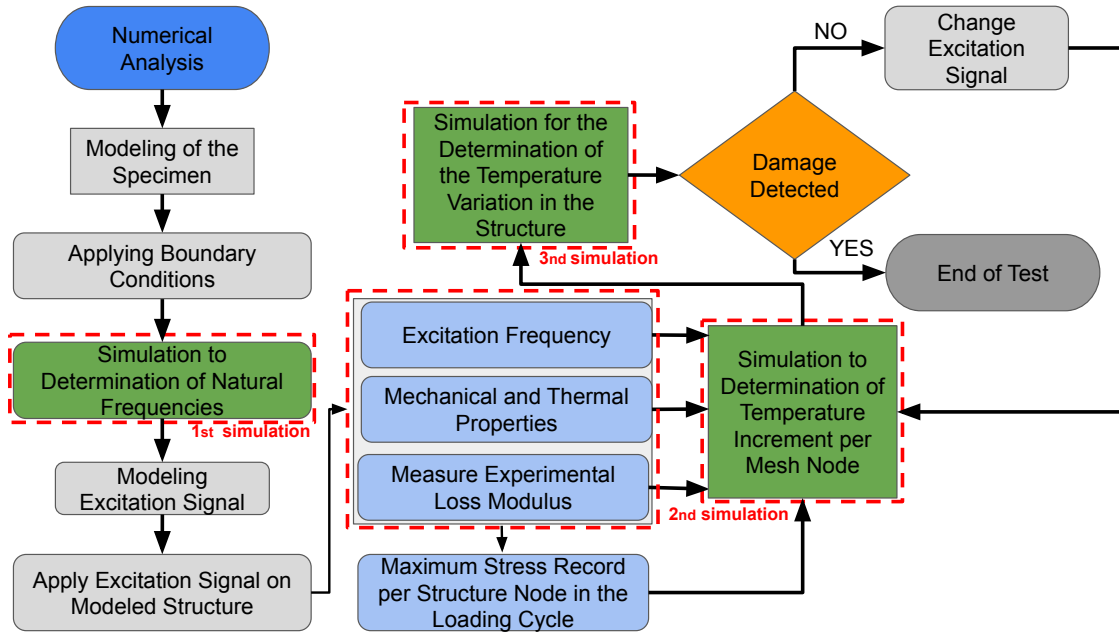 Numerical
Analysis
Modeling of the
Specimen
Applying Boundary
Conditions
Simulation to
Determination of Natural
Frequencies
1st simulation
Modeling
Excitation Signal
Apply Excitation Signal on
Modeled Structure
Excitation Frequency
Mechanical and Thermal
Properties
Measure Experimental
Loss Modulus
Maximum Stress Record
per Structure Node in the
Loading Cycle
Simulation to
Determination of
Temperature
Increment per
Mesh Node
2nd simulation
Simulation for the
Determination of
the Temperature
Variation in the
Structure
3nd simulation
Damage
Detected
NO
Change
Excitation
Signal
YES
End of Test